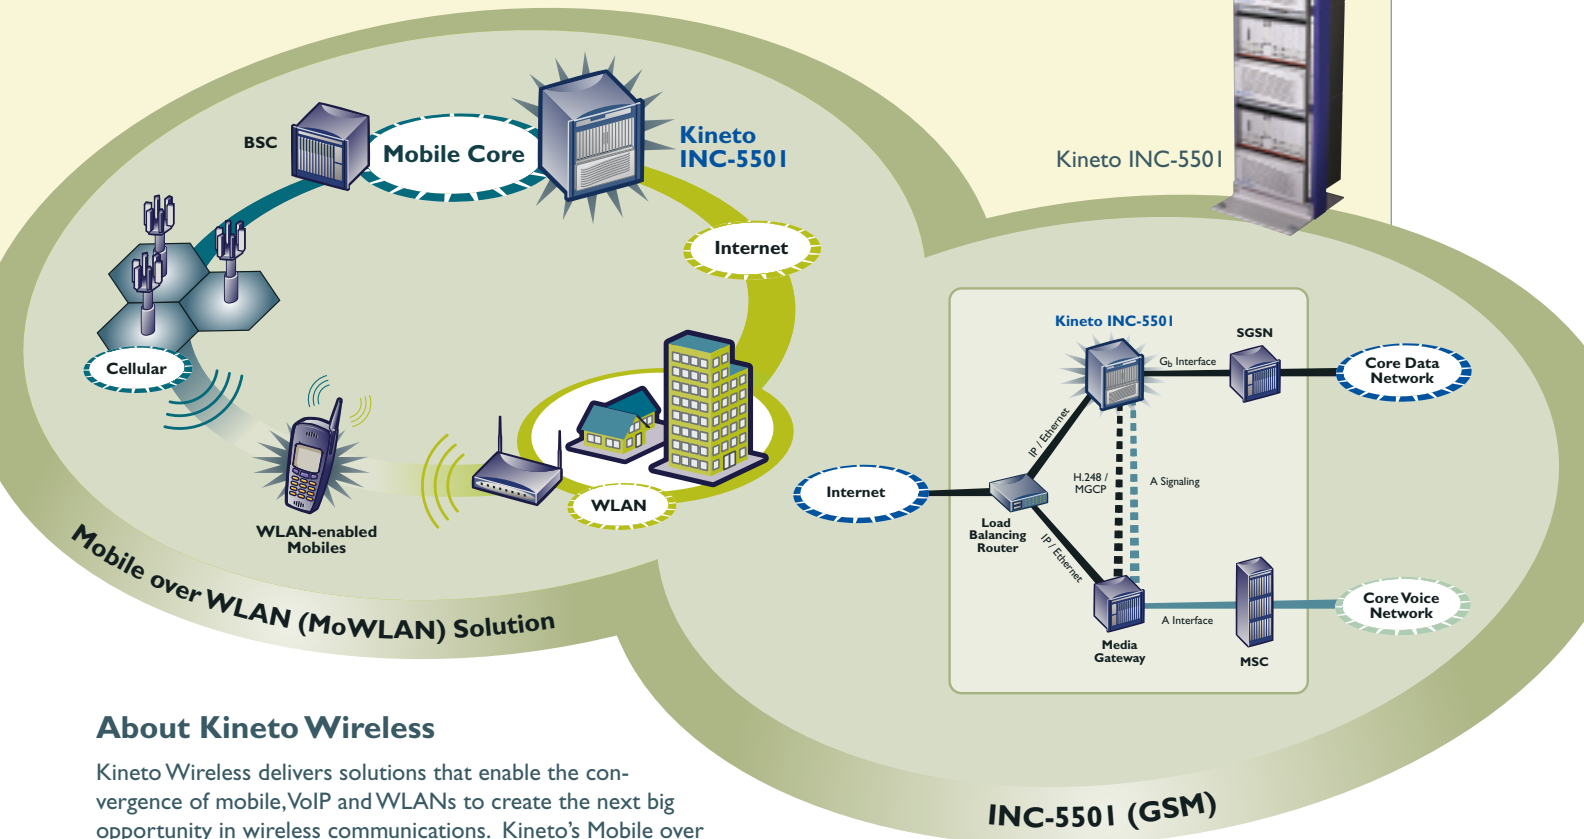 Kineto INC-5501
BSC
Mobile Core
Kineto
INC-5501
Internet
Cellular
WLAN-enabled
Mobiles
WLAN
Mobile over WLAN (MoWLAN) Solution
Kineto INC-5501
SGSN
Gb Interface
Core Data
Network
IP / Ethernet
H.248 /
MGCP
A Signaling
Internet
Load
Balancing
Router
IP / Ethernet
Media
Gateway
A Interface
MSC
Core Voice
Network
INC-5501 (GSM)
About Kineto Wireless
Kineto Wireless delivers solutions that enable the con-
vergence of mobile, VoIP and WLANs to create the next big
opportunity in wireless communications. Kineto's Mobile over